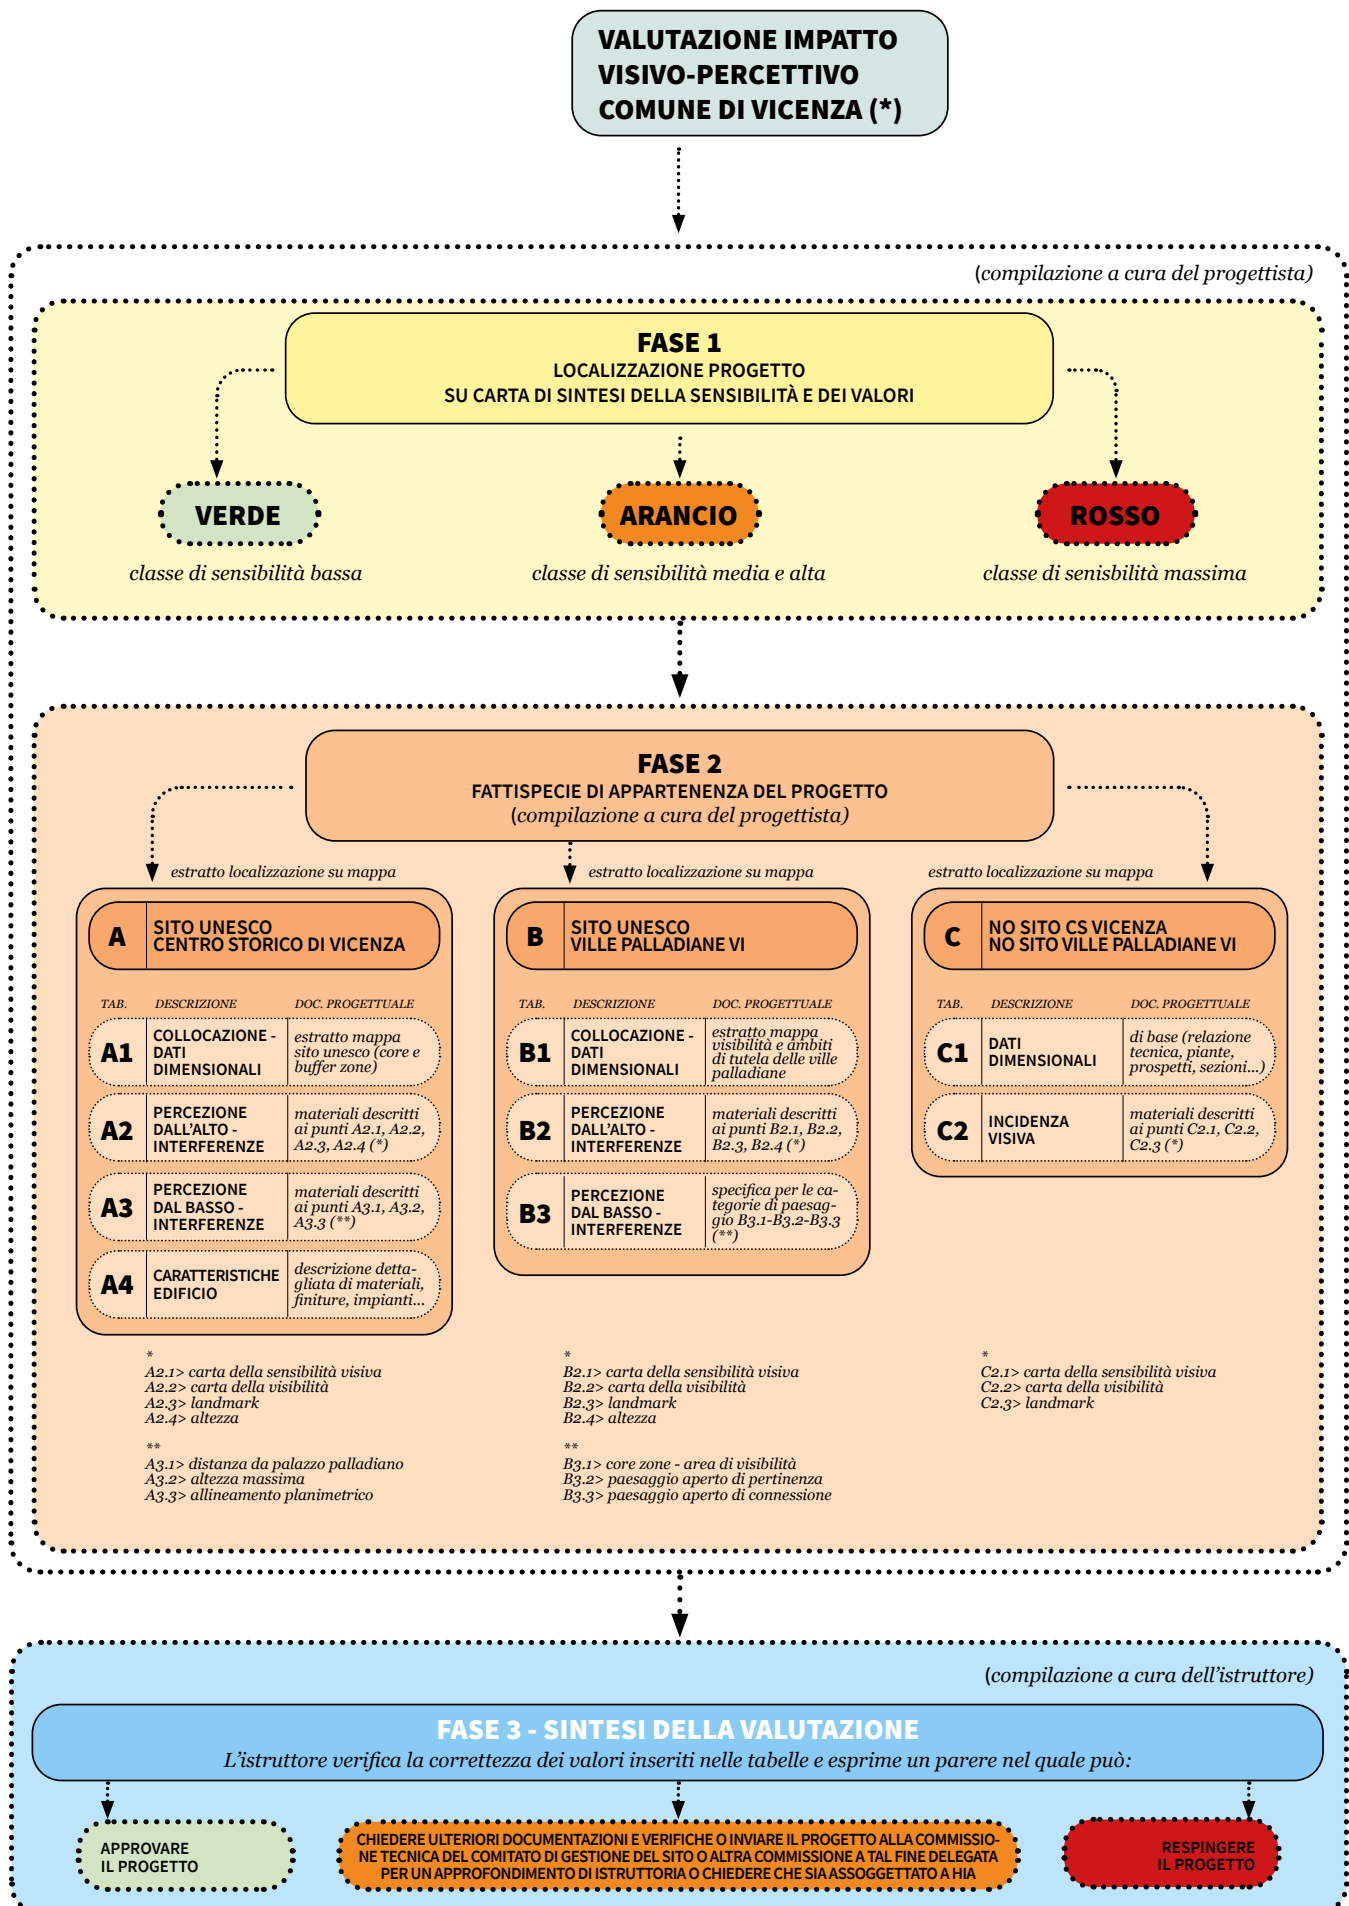 VALUTAZIONE IMPATTO
VISIVO-PERCETTIVO
COMUNE DI VICENZA (*)
(compilazione a cura del progettista)
FASE 1
LOCALIZZAZIONE PROGETTO
SU CARTA DI SINTESI DELLA SENSIBILITÀ E DEI VALORI
VERDE
classe di sensibilità bassa
ARANCIO
classe di sensibilità media e alta
ROSSO
classe di senisbilità massima
FASE 2
FATTISPECIE DI APPARTENENZA DEL PROGETTO
(compilazione a cura del progettista)
estratto localizzazione su mappa
A
SITO UNESCO
CENTRO STORICO DI VICENZA
TAB. DESCRIZIONE DOC. PROGETTUALE
A1
COLLOCAZIONE -
DATI
DIMENSIONALI
estratto mappa
sito unesco (core e
buffer zone)
A2
PERCEZIONE
DALL'ALTO -
INTERFERENZE
materiali descritti
ai punti A2.1, A2.2,
A2.3, A2.4 (*)
A3
PERCEZIONE
DAL BASSO -
INTERFERENZE
materiali descritti
ai punti A3.1, A3.2,
A3.3 (**)
A4
CARATTERISTICHE
EDIFICIO
descrizione detta-
gliata di materiali,
finiture, impianti...
*
A2.1> carta della sensibilità visiva
A2.2> carta della visibilità
A2.3> landmark
A2.4> altezza
**
A3.1> distanza da palazzo palladiano
A3.2> altezza massima
A3.3> allineamento planimetrico
estratto localizzazione su mappa
B
SITO UNESCO
VILLE PALLADIANE VI
TAB. DESCRIZIONE DOC. PROGETTUALE
B1
COLLOCAZIONE -
DATI
DIMENSIONALI
estratto mappa
visibilità e ambiti
di tutela delle ville
palladiane
B2
PERCEZIONE
DALL'ALTO -
INTERFERENZE
materiali descritti
ai punti B2.1, B2.2,
B2.3, B2.4 (*)
B3
PERCEZIONE
DAL BASSO -
INTERFERENZE
specifica per le ca-
tegorie di paesag-
gio B3.1-B3.2-B3.3
(**)
*
B2.1> carta della sensibilità visiva
B2.2> carta della visibilità
B2.3> landmark
B2.4> altezza
**
B3.1> core zone - area di visibilità
B3.2> paesaggio aperto di pertinenza
B3.3> paesaggio aperto di connessione
estratto localizzazione su mappa
C
NO SITO CS VICENZA
NO SITO VILLE PALLADIANE VI
TAB. DESCRIZIONE DOC. PROGETTUALE
C1
DATI
DIMENSIONALI
di base (relazione
tecnica, piante,
prospetti, sezioni...)
C2
INCIDENZA
VISIVA
materiali descritti
ai punti C2.1, C2.2,
C2.3 (*)
*
C2.1> carta della sensibilità visiva
C2.2> carta della visibilità
C2.3> landmark
(compilazione a cura dell'istruttore)
FASE 3 - SINTESI DELLA VALUTAZIONE
L'istruttore verifica la correttezza dei valori inseriti nelle tabelle e esprime un parere nel quale può:
APPROVARE
IL PROGETTO
CHIEDERE ULTERIORI DOCUMENTAZIONI E VERIFICHE O INVIARE IL PROGETTO ALLA COMMISSIO-
NE TECNICA DEL COMITATO DI GESTIONE DEL SITO O ALTRA COMMISSIONE A TAL FINE DELEGATA
PER UN APPROFONDIMENTO DI ISTRUTTORIA O CHIEDERE CHE SIA ASSOGGETTATO A HIA
RESPINGERE
IL PROGETTO